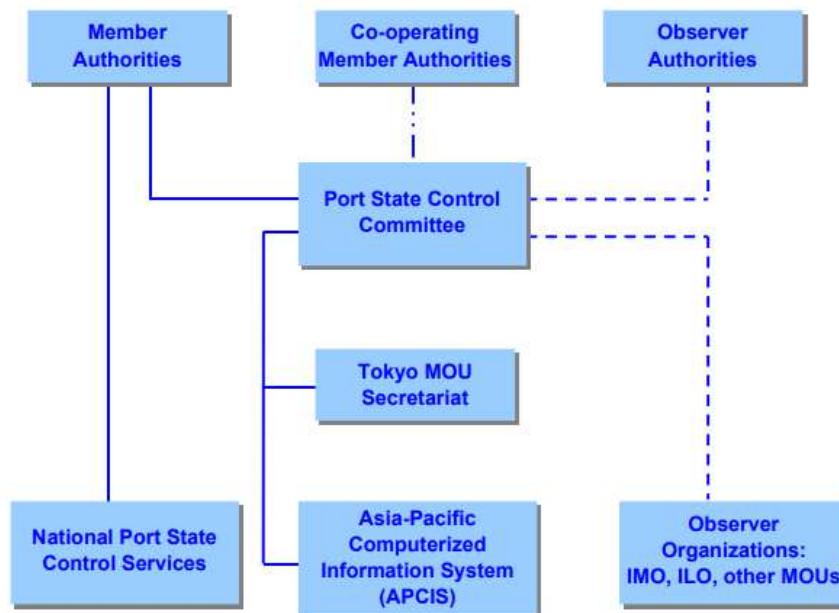 Member
Authorities
Co-operating
Member Authorities
Observer
Authorities
Port State Control
Committee
Tokyo MOU
Secretariat
National Port State
Control Services
Asia-Pacific
Computerized
Information System
(APCIS)
Observer
Organizations:
IMO, ILO, other MOUs